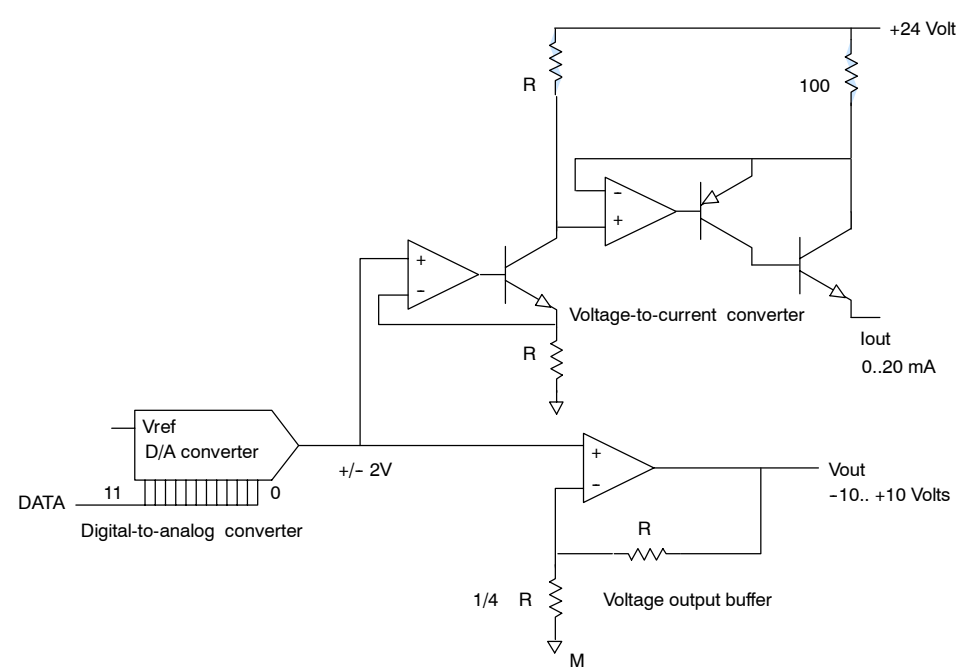 +24 Volt
R
100
-
+
+
-
Voltage-to-current converter
R
Iout
0..20 mA
Vref
D/A converter
+/- 2V
+
-
Vout
-10.. +10 Volts
11
0
DATA
Digital-to-analog converter
R
1/4 R
Voltage output buffer
M